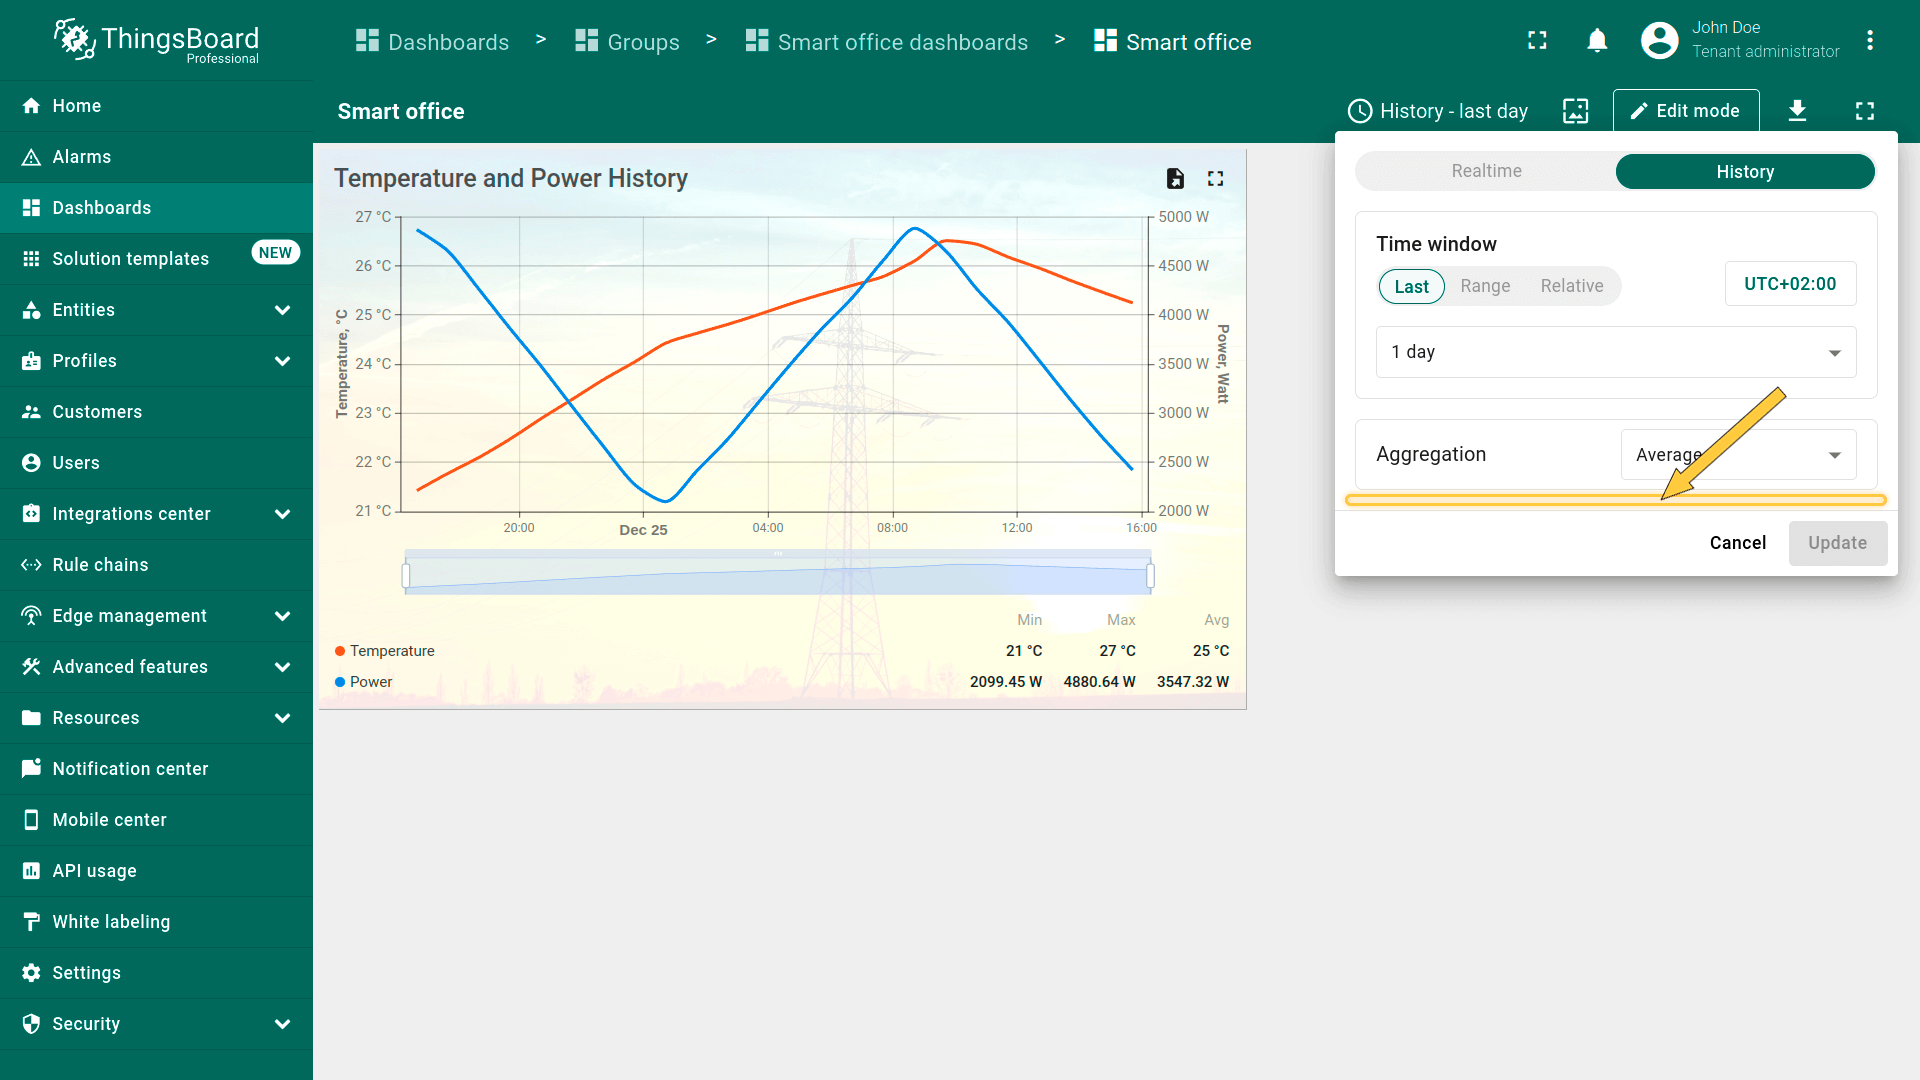 ThingsBoard
Professional
Dashboards > Groups > Smart office dashboards > Smart office
John Doe
Tenant administrator
Home
Alarms
Dashboards
Solution templates NEW
Entities
Profiles
Customers
Users
Integrations center
Rule chains
Edge management
Advanced features
Resources
Notification center
Mobile center
API usage
White labeling
Settings
Security
Smart office
History - last day
Edit mode
Temperature and Power History
27 °C
26 °C
25 °C
24 °C
23 °C
22 °C
21 °C
Temperature, °C
5000 W
4500 W
4000 W
3500 W
3000 W
2500 W
2000 W
Power, Watt
20:00 Dec 25 04:00 08:00 12:00 16:00
Min Max Avg
Temperature 21 °C 27 °C 25 °C
Power 2099.45 W 4880.64 W 3547.32 W
Realtime History
Time window
Last Range Relative UTC+02:00
1 day
Aggregation Average
Cancel Update